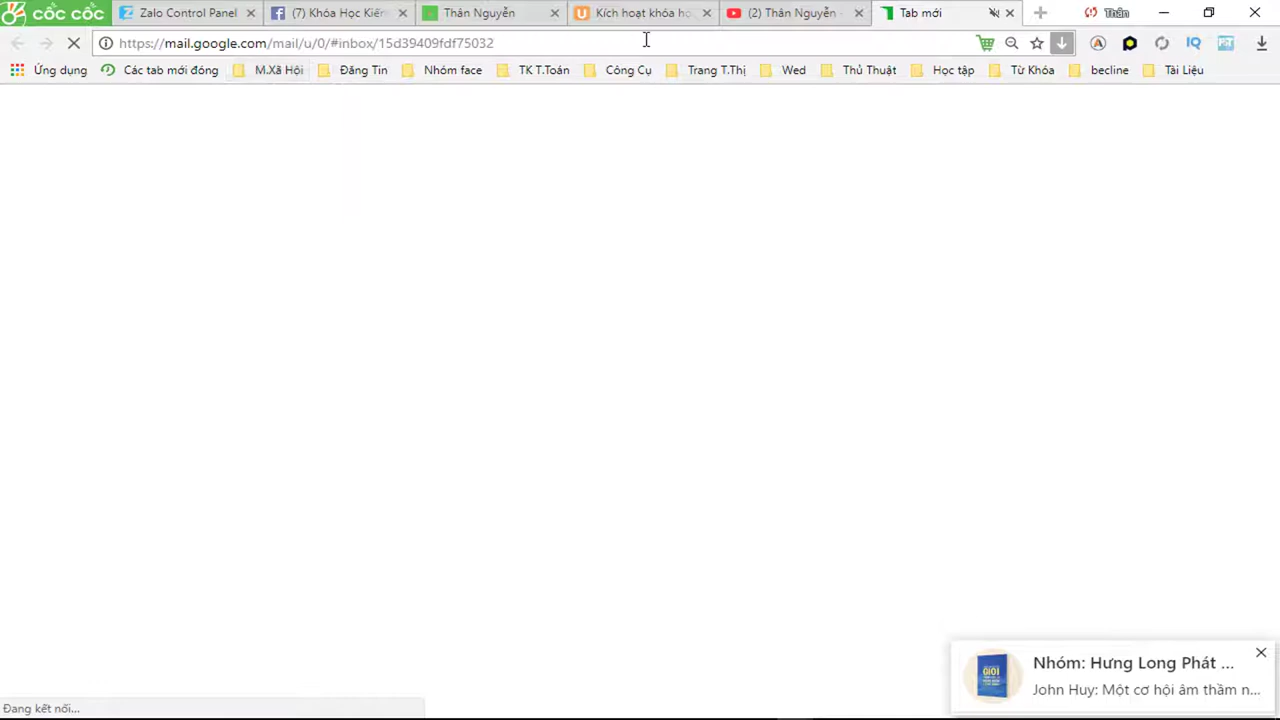 cốc cốc
Zalo Control Panel
(7) Khóa Học Kiếm
Thân Nguyễn
Kích hoạt khóa họ
(2) Thân Nguyễn -
Tab mới
Thân
https://mail.google.com/mail/u/0/#inbox/15d39409fdf75032
Ứng dụng
Các tab mới đóng
M.Xã Hội
Đăng Tin
Nhóm face
TK T.Toán
Công Cụ
Trang T.Thị
Wed
Thủ Thuật
Học tập
Từ Khóa
becline
Tài Liệu
Nhóm: Hưng Long Phát ...
John Huy: Một cơ hội âm thầm n...
Đang kết nối...